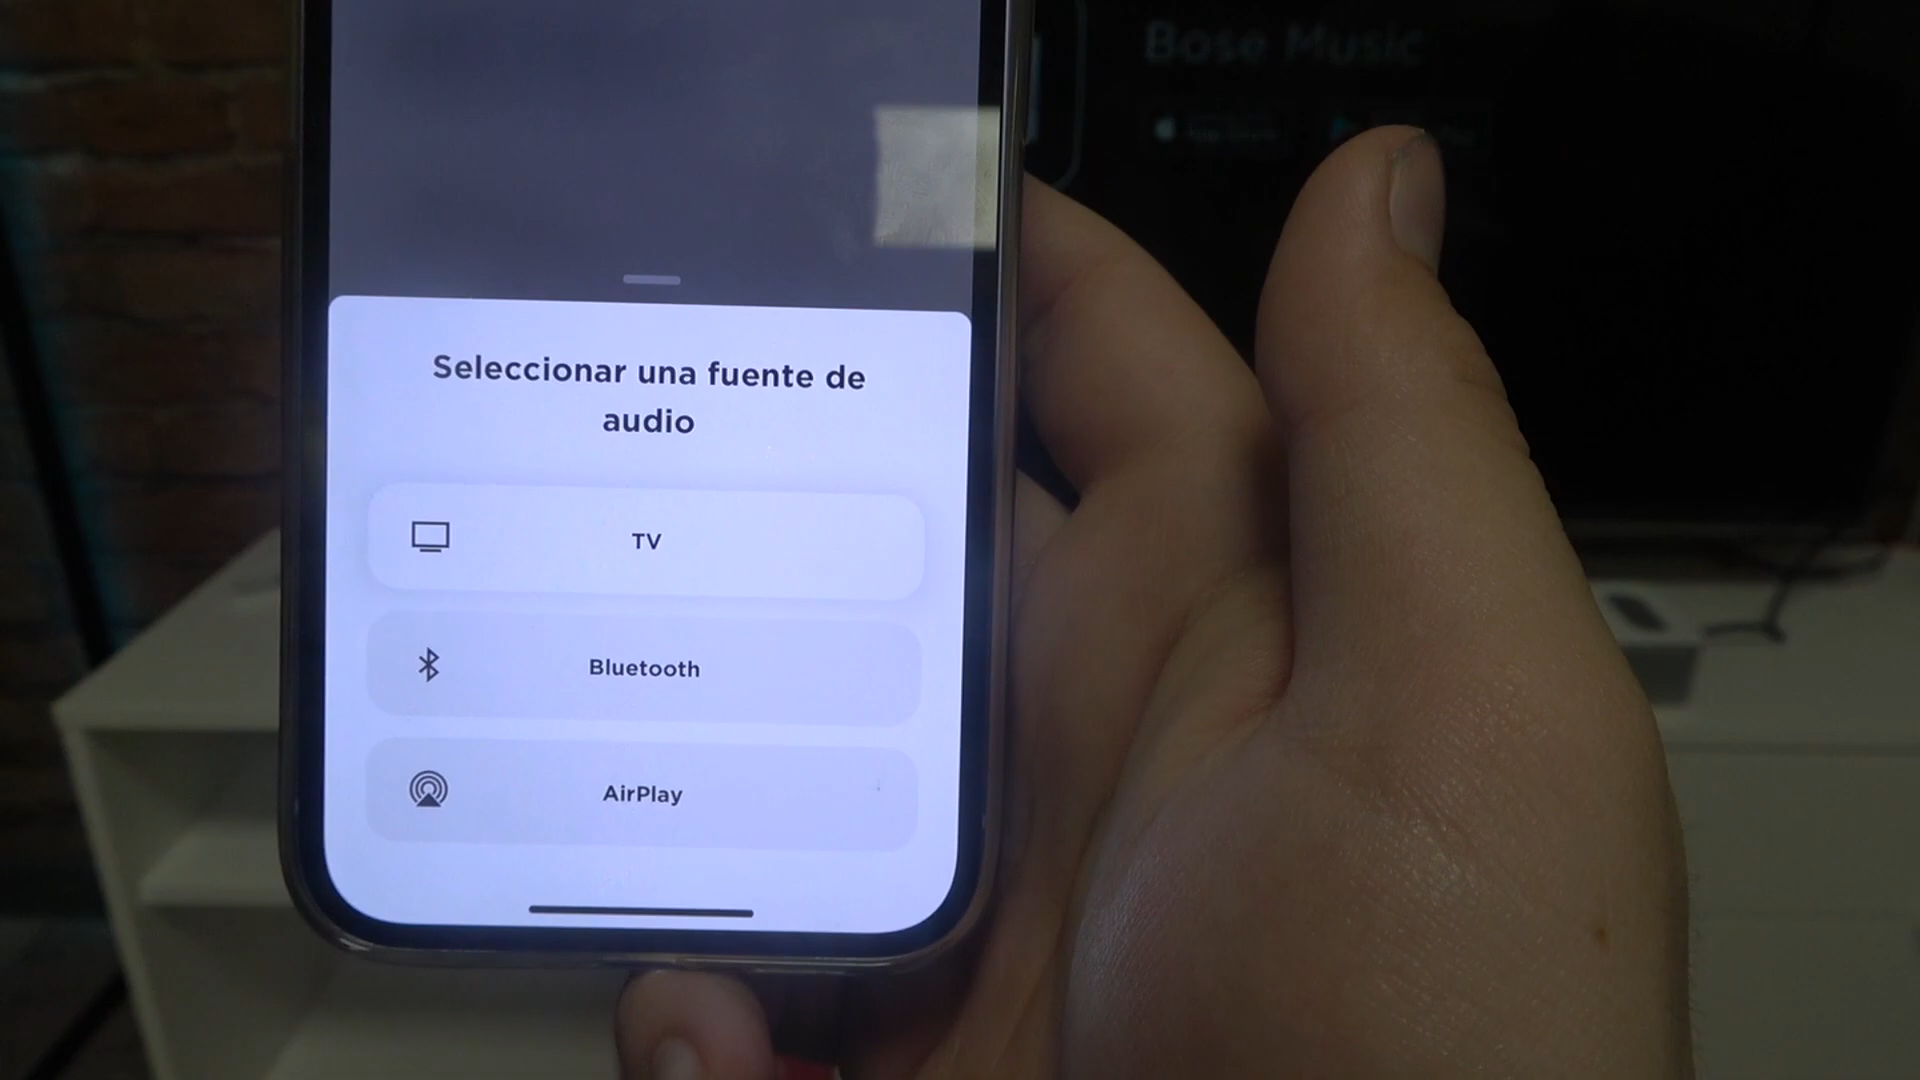 Bose Music
Seleccionar una fuente de
audio
TV
Bluetooth
AirPlay